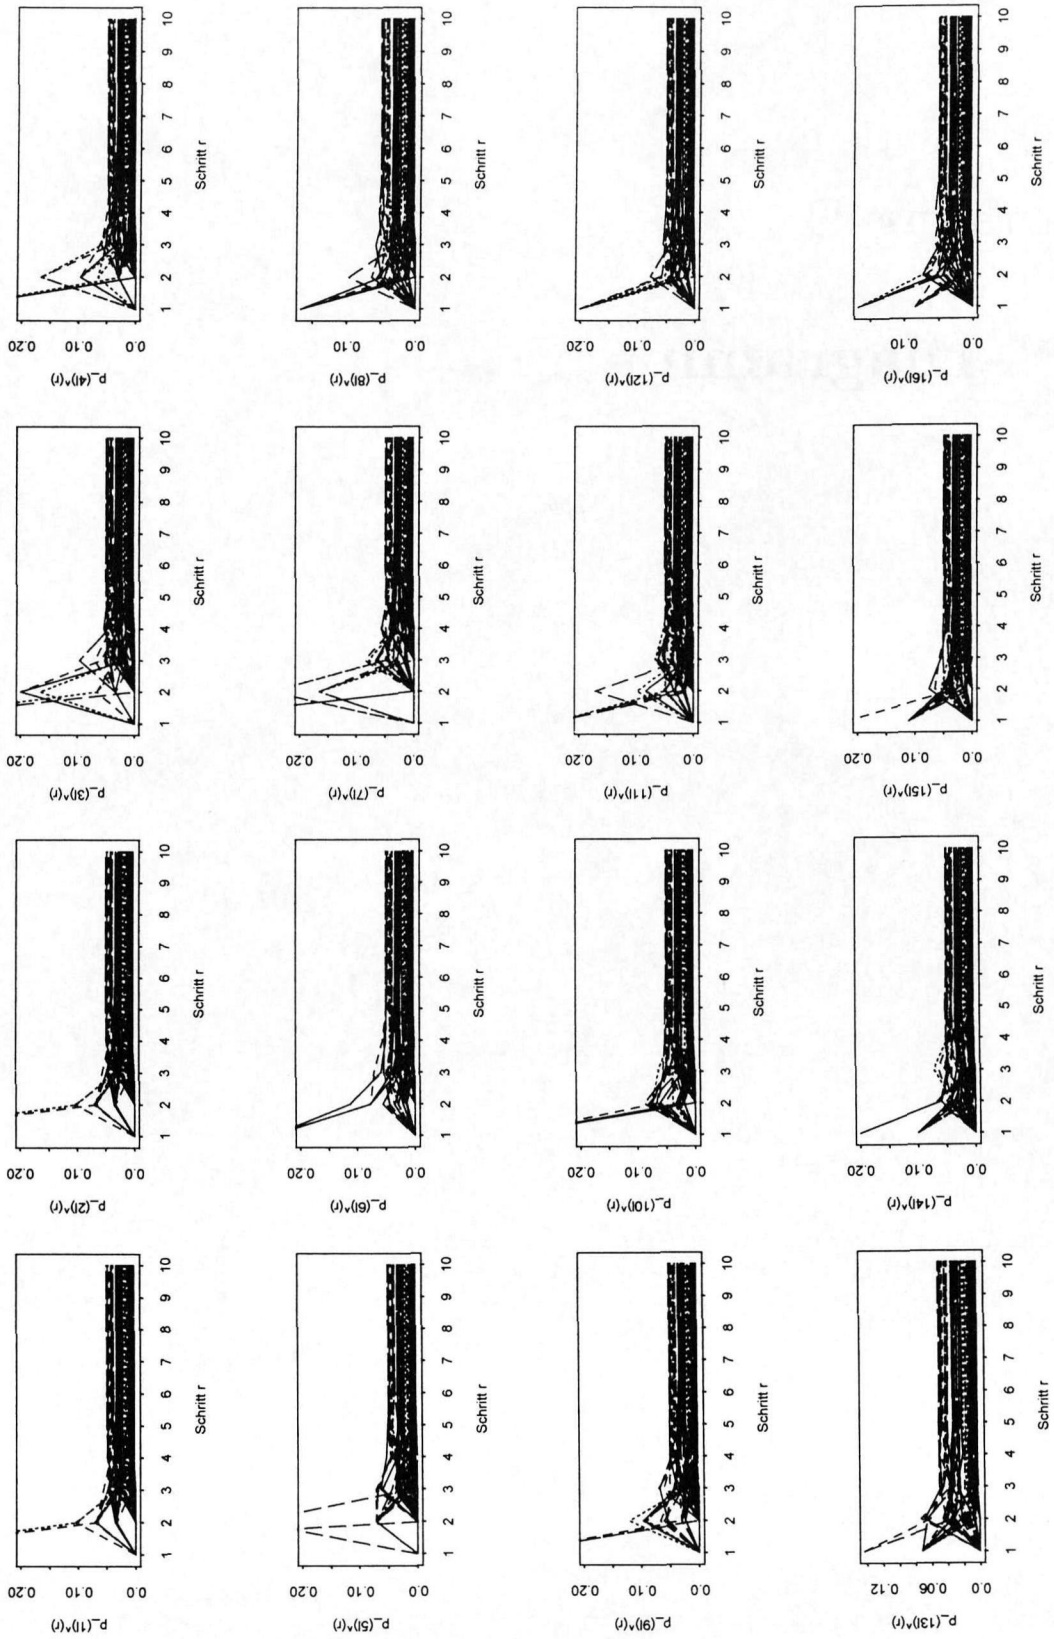 p_(1l)^(r)
0.0 0.10 0.20
1 2 3 4 5 6 7 8 9 10
Schritt r
p_(2l)^(r)
0.0 0.10 0.20
1 2 3 4 5 6 7 8 9 10
Schritt r
p_(3l)^(r)
0.0 0.10 0.20
1 2 3 4 5 6 7 8 9 10
Schritt r
p_(4l)^(r)
0.0 0.10 0.20
1 2 3 4 5 6 7 8 9 10
Schritt r
p_(5l)^(r)
0.0 0.10 0.20
1 2 3 4 5 6 7 8 9 10
Schritt r
p_(6l)^(r)
0.0 0.10 0.20
1 2 3 4 5 6 7 8 9 10
Schritt r
p_(7l)^(r)
0.0 0.10 0.20
1 2 3 4 5 6 7 8 9 10
Schritt r
p_(8l)^(r)
0.0 0.10
1 2 3 4 5 6 7 8 9 10
Schritt r
p_(9l)^(r)
0.0 0.10 0.20
1 2 3 4 5 6 7 8 9 10
Schritt r
p_(10l)^(r)
0.0 0.10 0.20
1 2 3 4 5 6 7 8 9 10
Schritt r
p_(11l)^(r)
0.0 0.10 0.20
1 2 3 4 5 6 7 8 9 10
Schritt r
p_(12l)^(r)
0.0 0.10 0.20
1 2 3 4 5 6 7 8 9 10
Schritt r
p_(13l)^(r)
0.0 0.06 0.12
1 2 3 4 5 6 7 8 9 10
Schritt r
p_(14l)^(r)
0.0 0.10 0.20
1 2 3 4 5 6 7 8 9 10
Schritt r
p_(15l)^(r)
0.0 0.10 0.20
1 2 3 4 5 6 7 8 9 10
Schritt r
p_(16l)^(r)
0.0 0.10
1 2 3 4 5 6 7 8 9 10
Schritt r